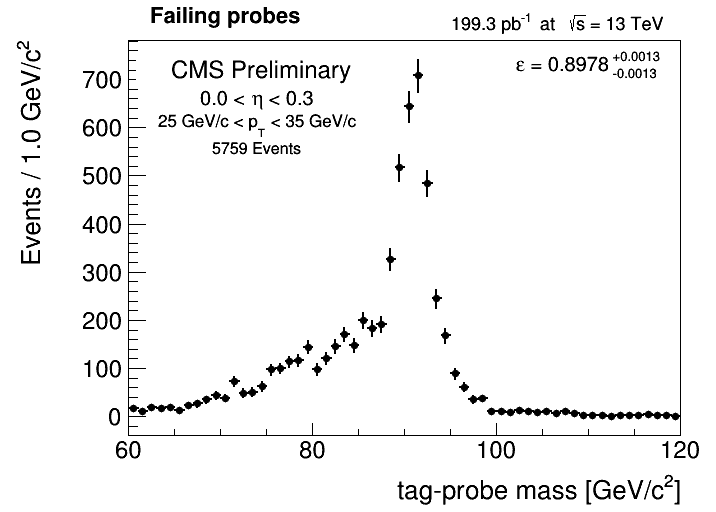 Failing probes
199.3 pb⁻¹ at √s = 13 TeV
CMS Preliminary
0.0 < η < 0.3
25 GeV/c < p_T < 35 GeV/c
5759 Events
ε = 0.8978 +0.0013 -0.0013
Events / 1.0 GeV/c²
700
600
500
400
300
200
100
0
60 80 100 120
tag-probe mass [GeV/c²]